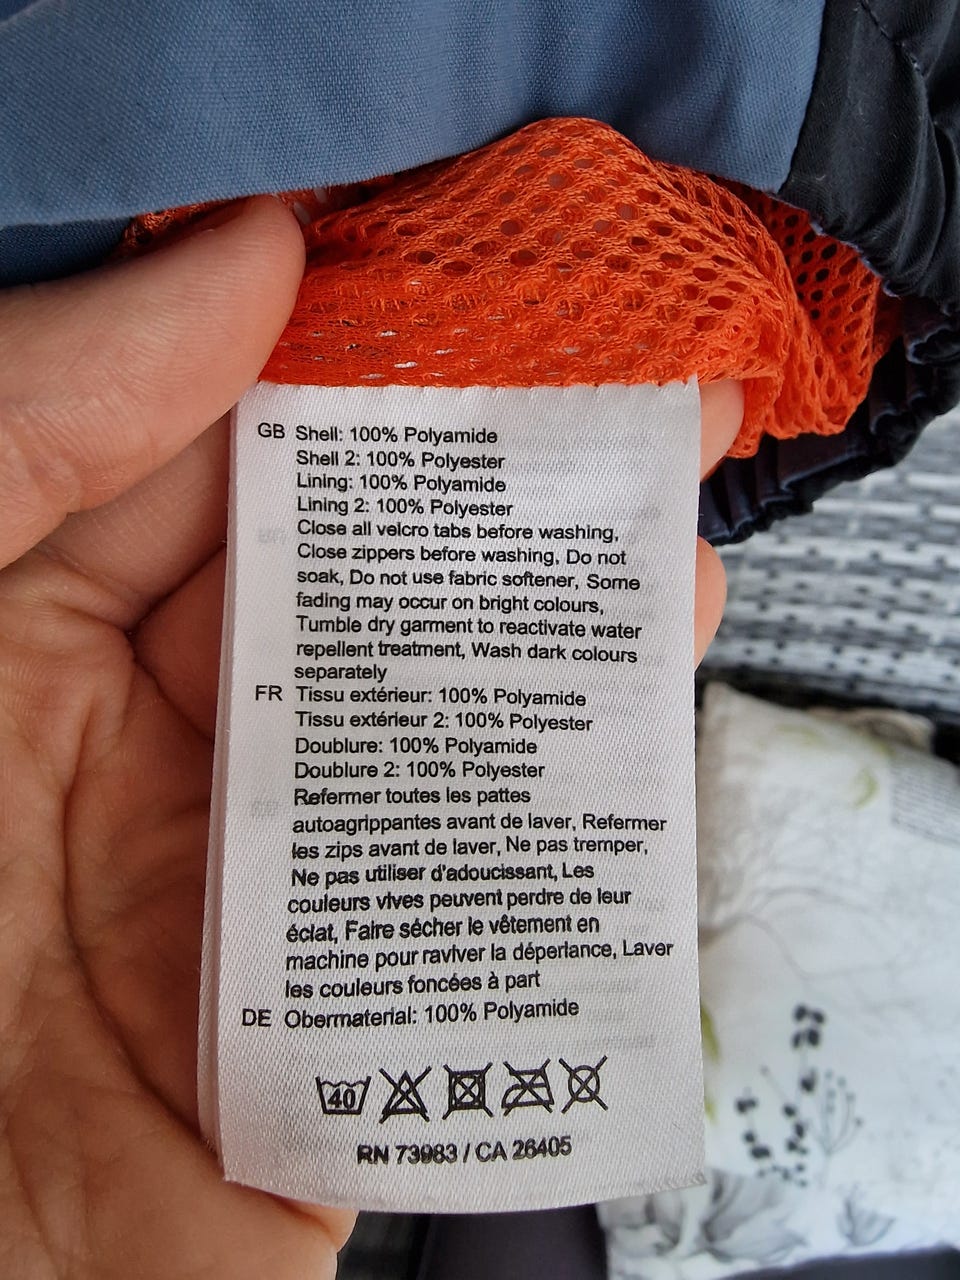 GB Shell: 100% Polyamide
Shell 2: 100% Polyester
Lining: 100% Polyamide
Lining 2: 100% Polyester
Close all velcro tabs before washing,
Close zippers before washing, Do not
soak, Do not use fabric softener, Some
fading may occur on bright colours,
Tumble dry garment to reactivate water
repellent treatment, Wash dark colours
separately
FR Tissu extérieur: 100% Polyamide
Tissu extérieur 2: 100% Polyester
Doublure: 100% Polyamide
Doublure 2: 100% Polyester
Refermer toutes les pattes
autoagrippantes avant de laver, Refermer
les zips avant de laver, Ne pas tremper,
Ne pas utiliser d'adoucissant, Les
couleurs vives peuvent perdre de leur
éclat, Faire sécher le vêtement en
machine pour raviver la déperlance, Laver
les couleurs foncées à part
DE Obermaterial: 100% Polyamide
40
RN 73983 / CA 26405